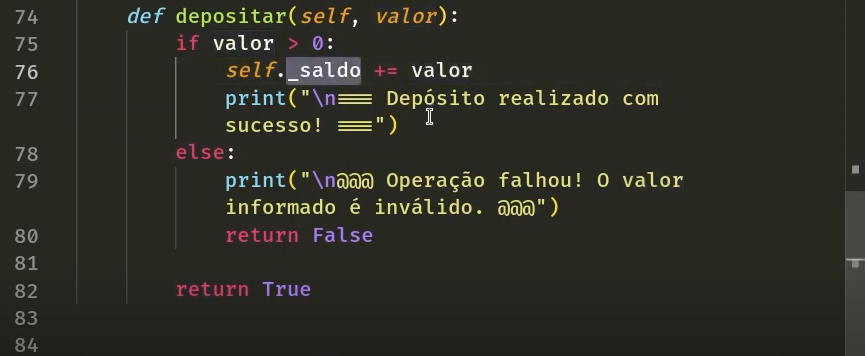 74 def depositar(self, valor):
75 if valor > 0:
76 self._saldo += valor
77 print("\n=== Depósito realizado com
sucesso! ===")
78 else:
79 print("\n@@@ Operação falhou! O valor
informado é inválido. @@@")
80 return False
81
82 return True
83
84